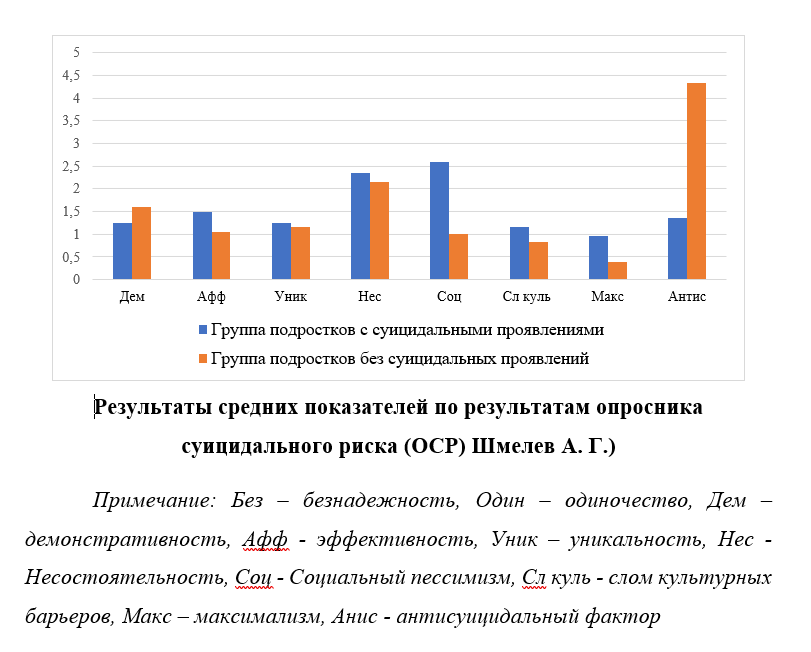 5
4,5
4
3,5
3
2,5
2
1,5
1
0,5
0
Дем Афф Уник Нес Соц Сл куль Макс Антис
Группа подростков с суицидальными проявлениями
Группа подростков без суицидальных проявлений
Результаты средних показателей по результатам опросника
суицидального риска (ОСР) Шмелев А. Г.)
Примечание: Без – безнадежность, Один – одиночество, Дем –
демонстративность, Афф - эффективность, Уник – уникальность, Нес -
Несостоятельность, Соц - Социальный пессимизм, Сл куль - слом культурных
барьеров, Макс – максимализм, Анис - антисуицидальный фактор